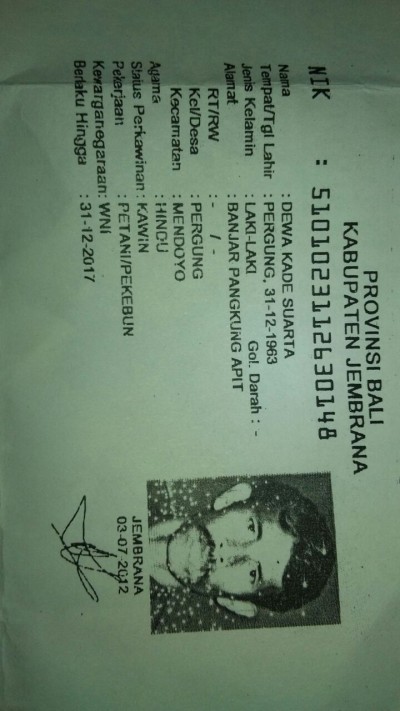 PROVINSI BALI
KABUPATEN JEMBRANA
NIK : 5101023112630148
Nama : DEWA KADE SUARTA
Tempat/Tgl Lahir : PERGUNG, 31-12-1963
Jenis Kelamin : LAKI-LAKI Gol. Darah : -
Alamat : BANJAR PANGKUNG APIT
RT/RW : - / -
Kel/Desa : PERGUNG
Kecamatan : MENDOYO
Agama : HINDU
Status Perkawinan : KAWIN
Pekerjaan : PETANI/PEKEBUN
Kewarganegaraan: WNI
Berlaku Hingga : 31-12-2017
JEMBRANA
03-07-2012